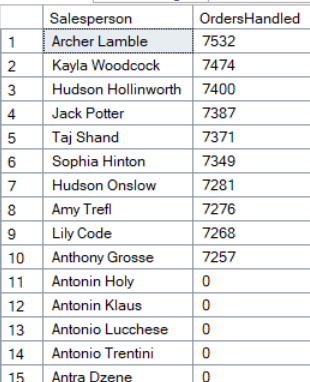 Salesperson OrdersHandled
1 Archer Lamble 7532
2 Kayla Woodcock 7474
3 Hudson Hollinworth 7400
4 Jack Potter 7387
5 Taj Shand 7371
6 Sophia Hinton 7349
7 Hudson Onslow 7281
8 Amy Trefl 7276
9 Lily Code 7268
10 Anthony Grosse 7257
11 Antonin Holy 0
12 Antonin Klaus 0
13 Antonio Lucchese 0
14 Antonio Trentini 0
15 Antra Dzene 0